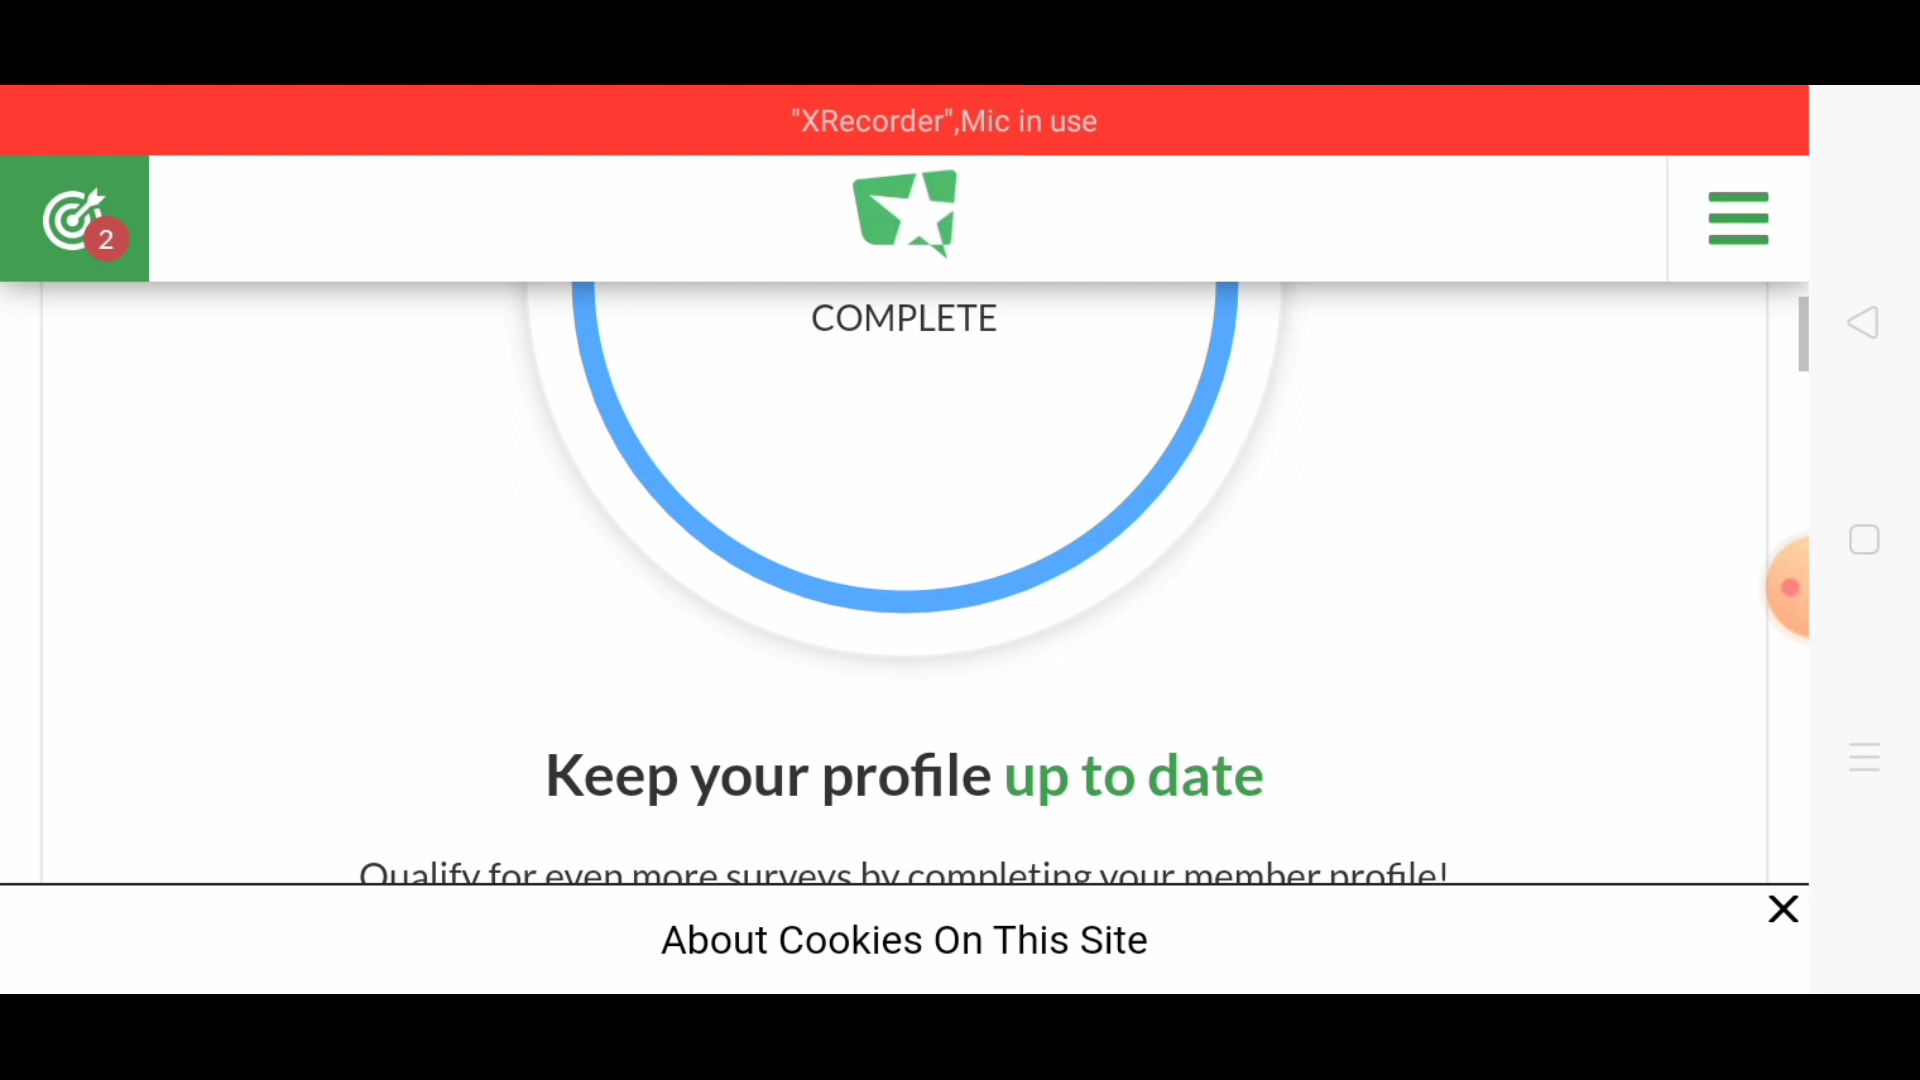 "XRecorder",Mic in use
2
COMPLETE
Keep your profile up to date
Qualify for even more surveys by completing your member profile!
About Cookies On This Site